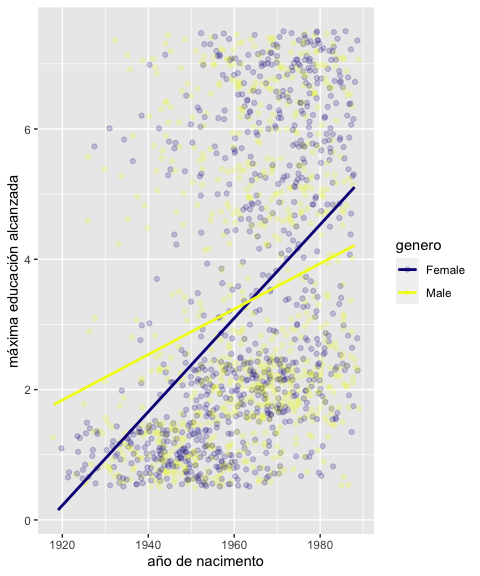 máxima educación alcanzada
6
4
2
0
1920
1940
1960
1980
año de nacimento
genero
Female
Male